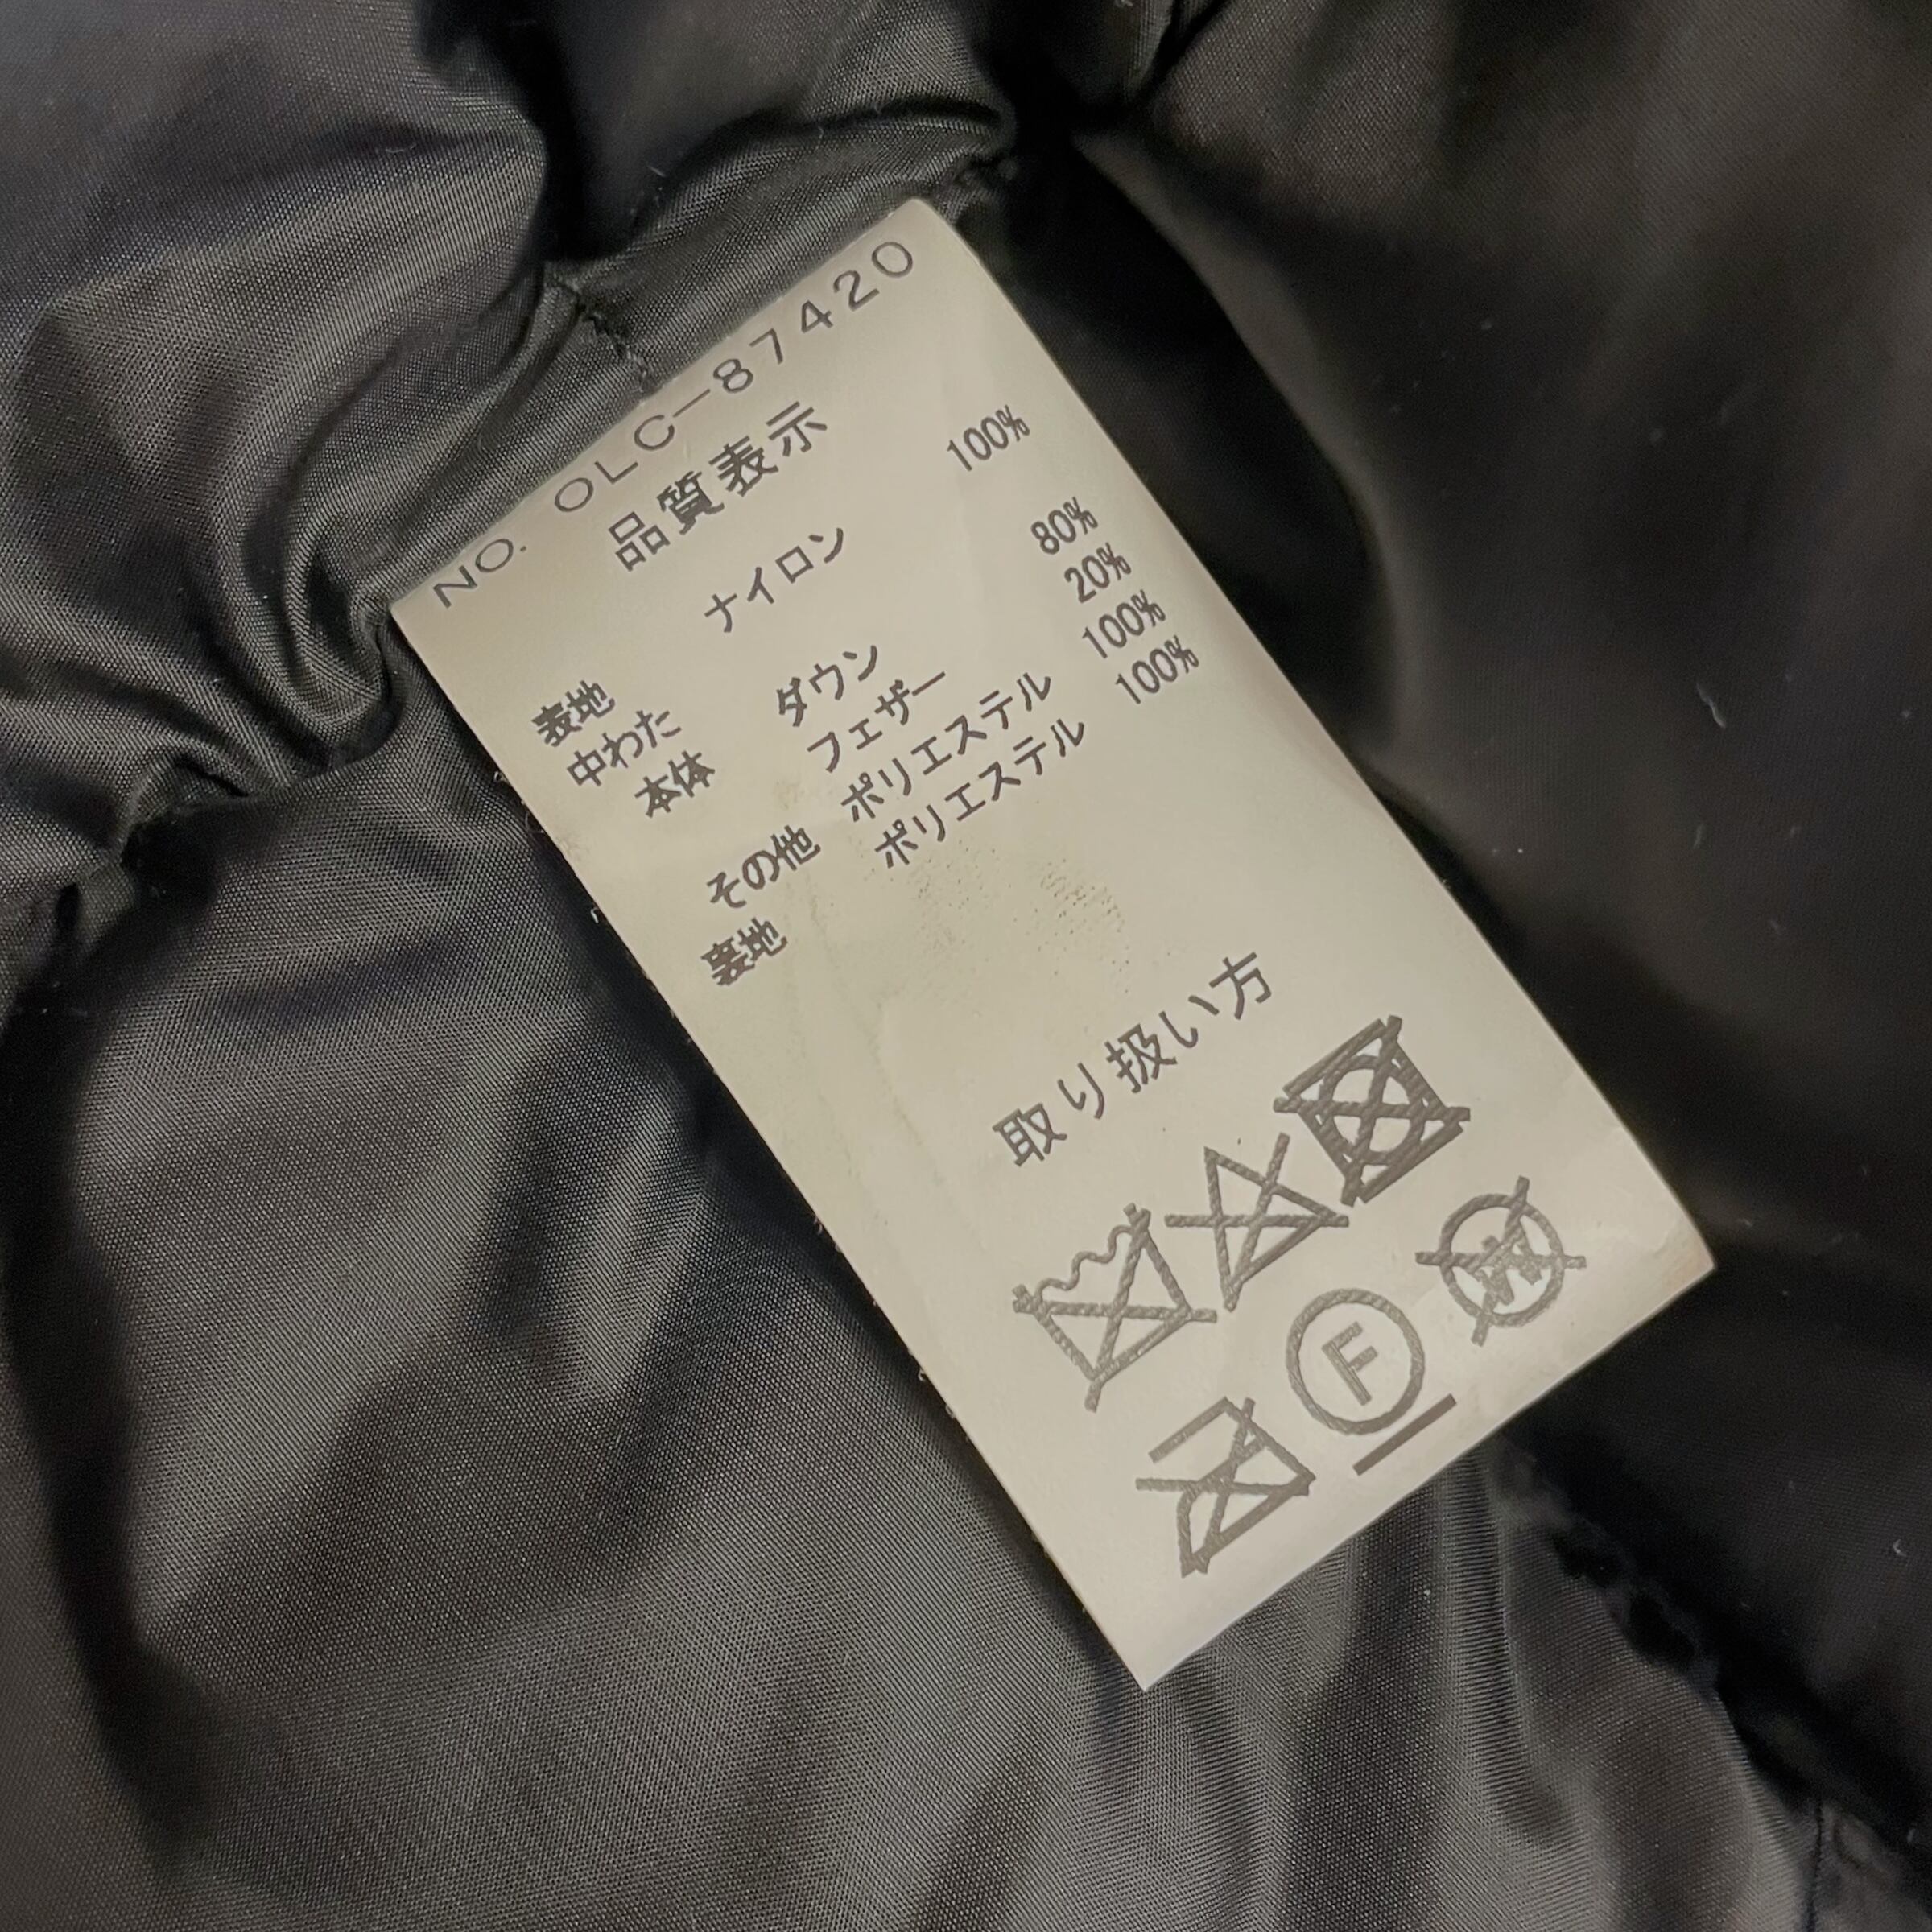 NO. OLC-87420
品質表示
表地 ナイロン 100%
中わた
本体 ダウン 80%
フェザー 20%
その他 ポリエステル 100%
裏地 ポリエステル 100%
取り扱い方
F W